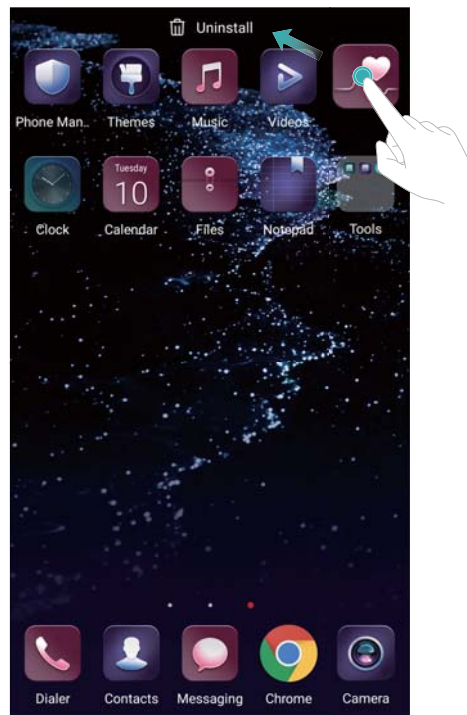 Uninstall
Phone Man..
Themes
Music
Videos
Tuesday
10
Clock
Calendar
Files
Notepad
Tools
Dialer
Contacts
Messaging
Chrome
Camera